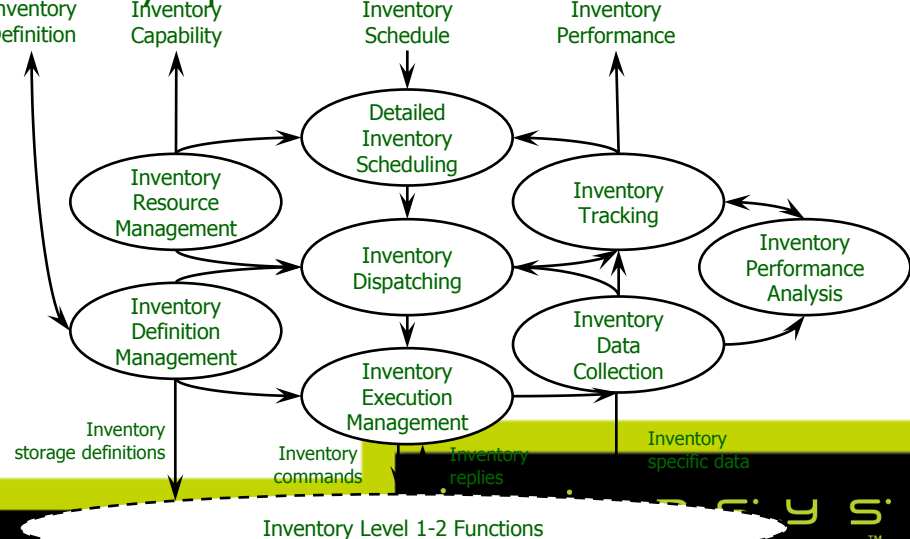 Inventory
Definition
Inventory
Capability
Inventory
Schedule
Inventory
Performance
Detailed
Inventory
Scheduling
Inventory
Resource
Management
Inventory
Tracking
Inventory
Dispatching
Inventory
Performance
Analysis
Inventory
Definition
Management
Inventory
Data
Collection
Inventory
Execution
Management
Inventory
storage definitions
Inventory
commands
Inventory
replies
Inventory
specific data
Inventory Level 1-2 Functions